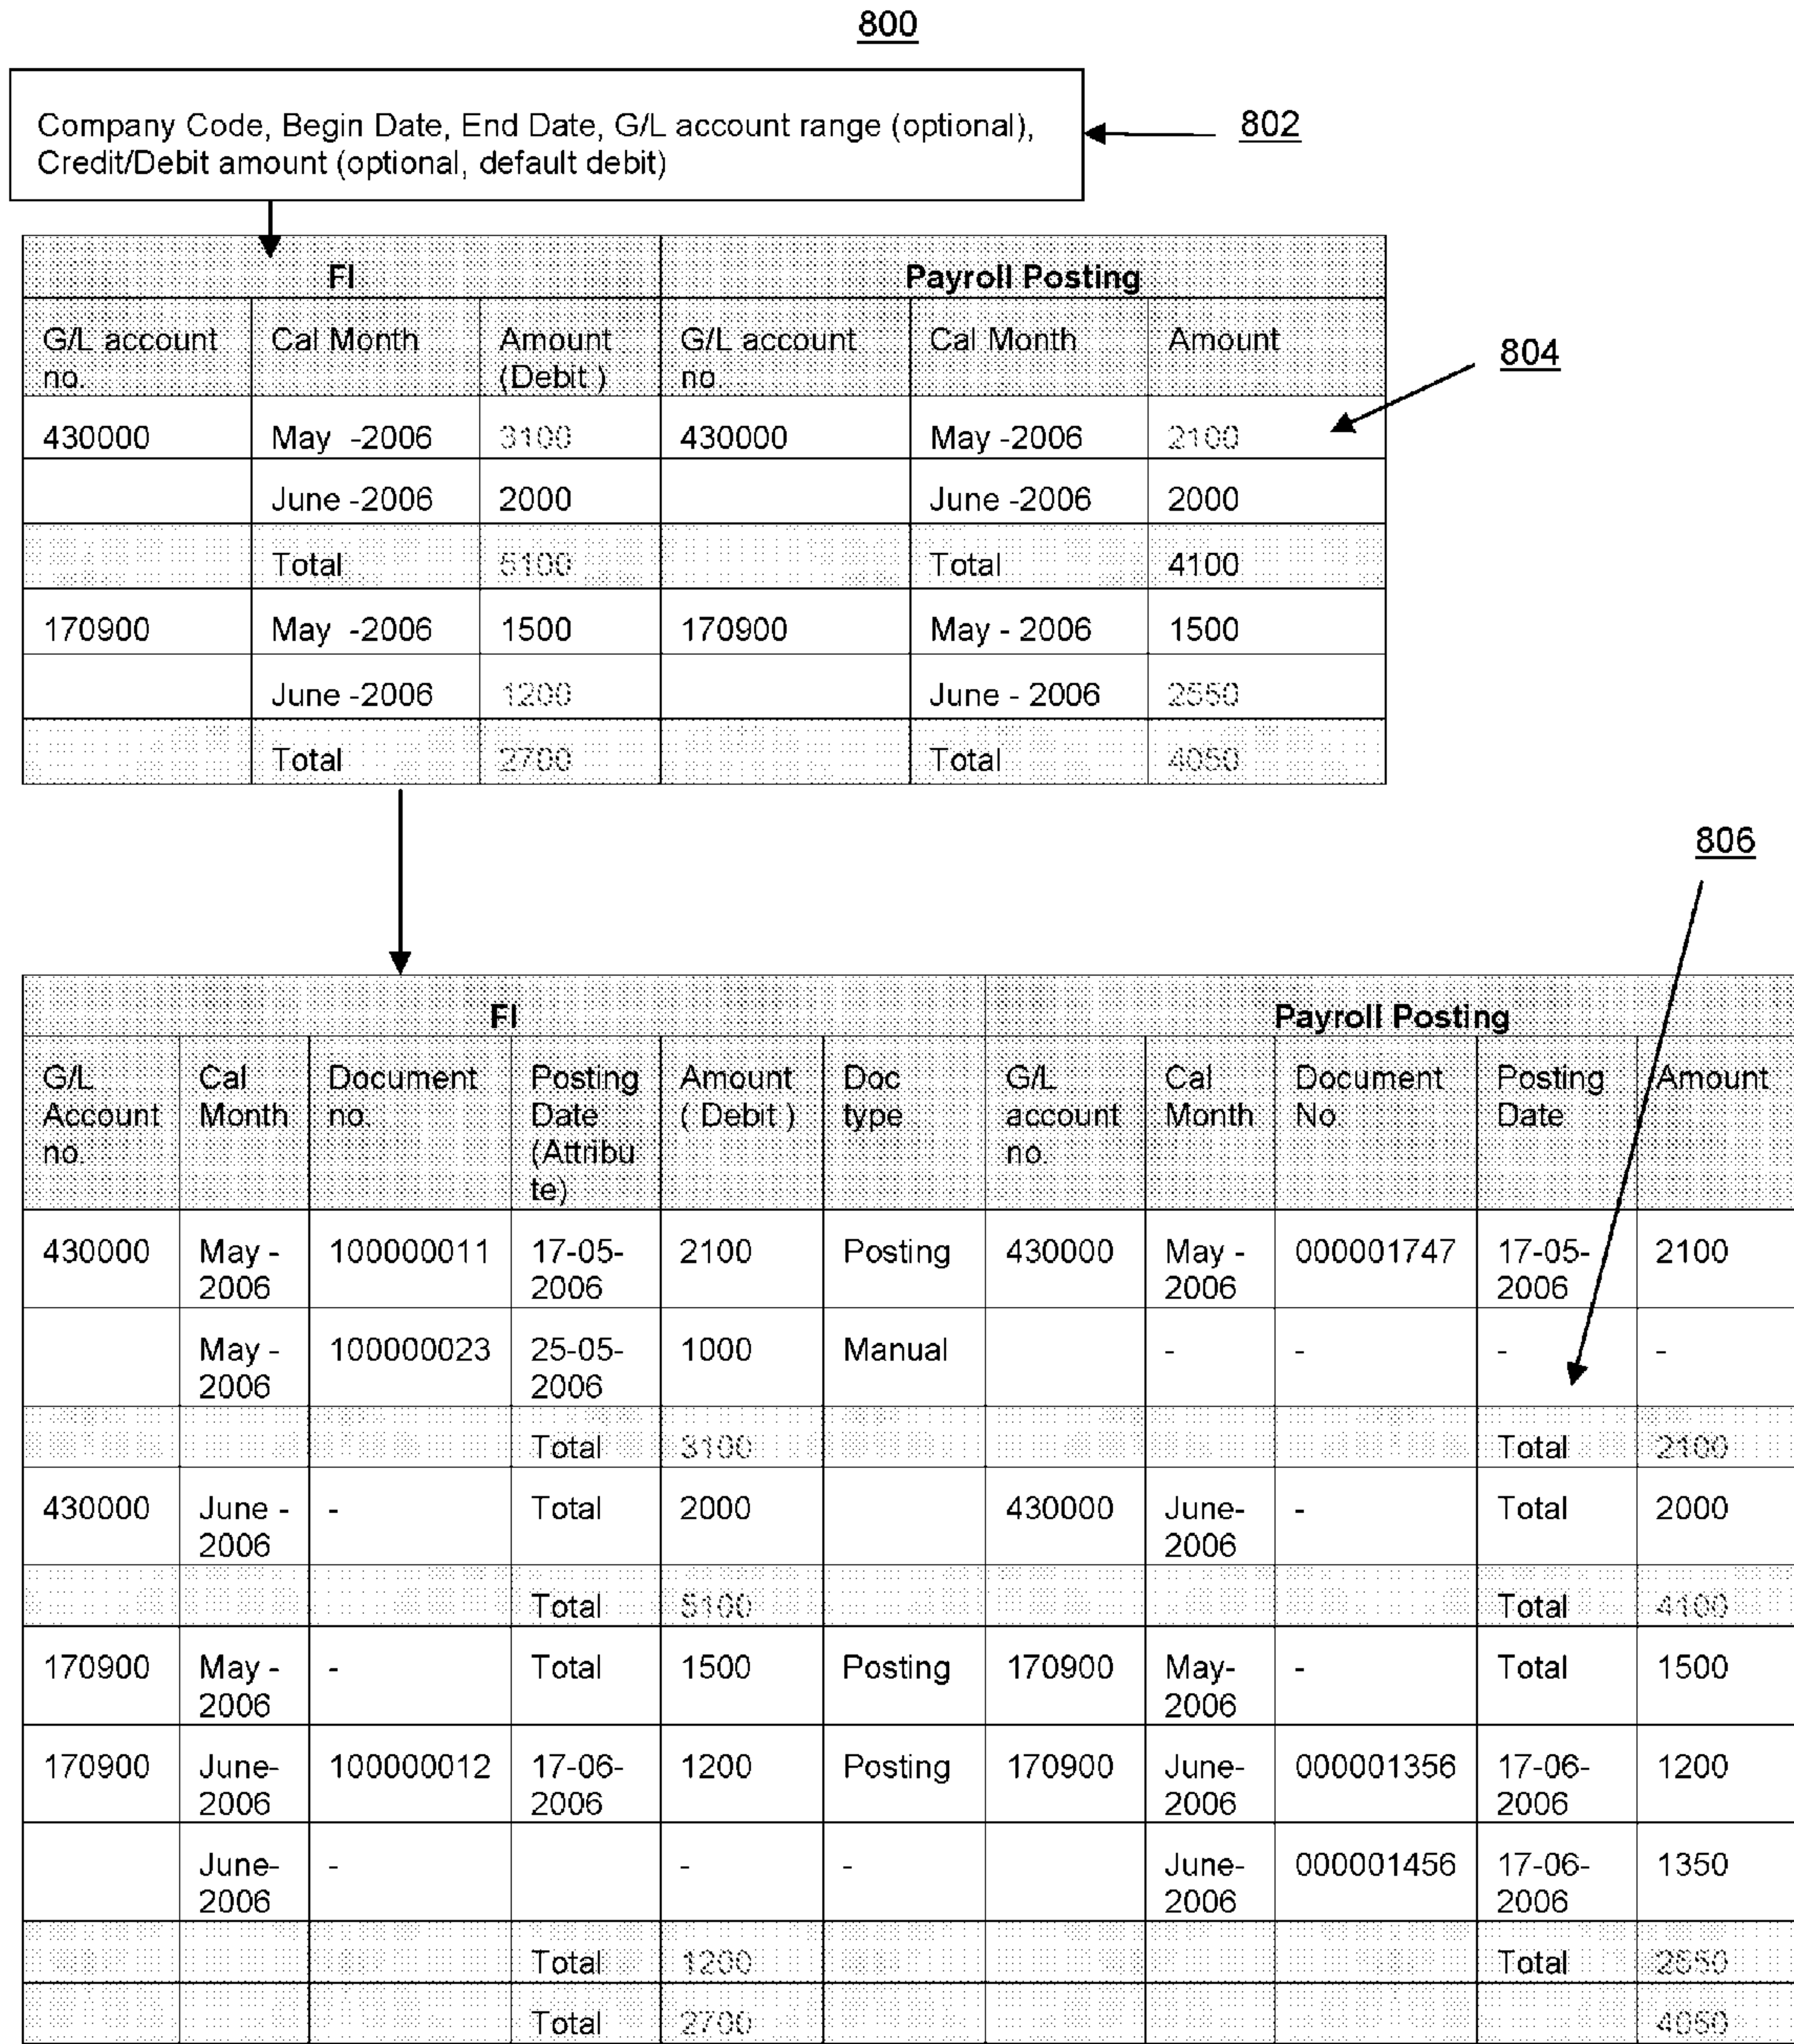 800
Company Code, Begin Date, End Date, G/L account range (optional),
Credit/Debit amount (optional, default debit)
802
FI Payroll Posting
G/L account no. Cal Month Amount (Debit ) G/L account no. Cal Month Amount
804
430000 May -2006 3100 430000 May -2006 2100
June -2006 2000 June -2006 2000
Total 5100 Total 4100
170900 May -2006 1500 170900 May - 2006 1500
June -2006 1200 June - 2006 2550
Total 2700 Total 4050
806
FI Payroll Posting
G/L Account no. Cal Month Document no. Posting Date (Attribu te) Amount ( Debit ) Doc type G/L account no. Cal Month Document No Posting Date Amount
430000 May - 2006 100000011 17-05- 2006 2100 Posting 430000 May - 2006 000001747 17-05- 2006 2100
May - 2006 100000023 25-05- 2006 1000 Manual - - - -
Total 3100 Total 2100
430000 June - 2006 - Total 2000 430000 June- 2006 - Total 2000
Total 5100 Total 4100
170900 May - 2006 - Total 1500 Posting 170900 May- 2006 - Total 1500
170900 June- 2006 100000012 17-06- 2006 1200 Posting 170900 June- 2006 000001356 17-06- 2006 1200
June- 2006 - - - June- 2006 000001456 17-06- 2006 1350
Total 1200 Total 2550
Total 2700 4050